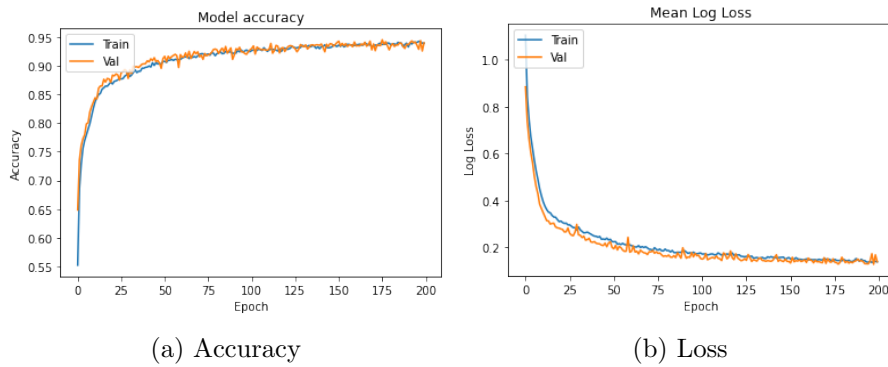 Model accuracy
Train
Val
0.95
0.90
0.85
0.80
0.75
0.70
0.65
0.60
0.55
Accuracy
0
25
50
75
100
125
150
175
200
Epoch
(a) Accuracy
Mean Log Loss
Train
Val
1.0
0.8
0.6
0.4
0.2
Log Loss
0
25
50
75
100
125
150
175
200
Epoch
(b) Loss